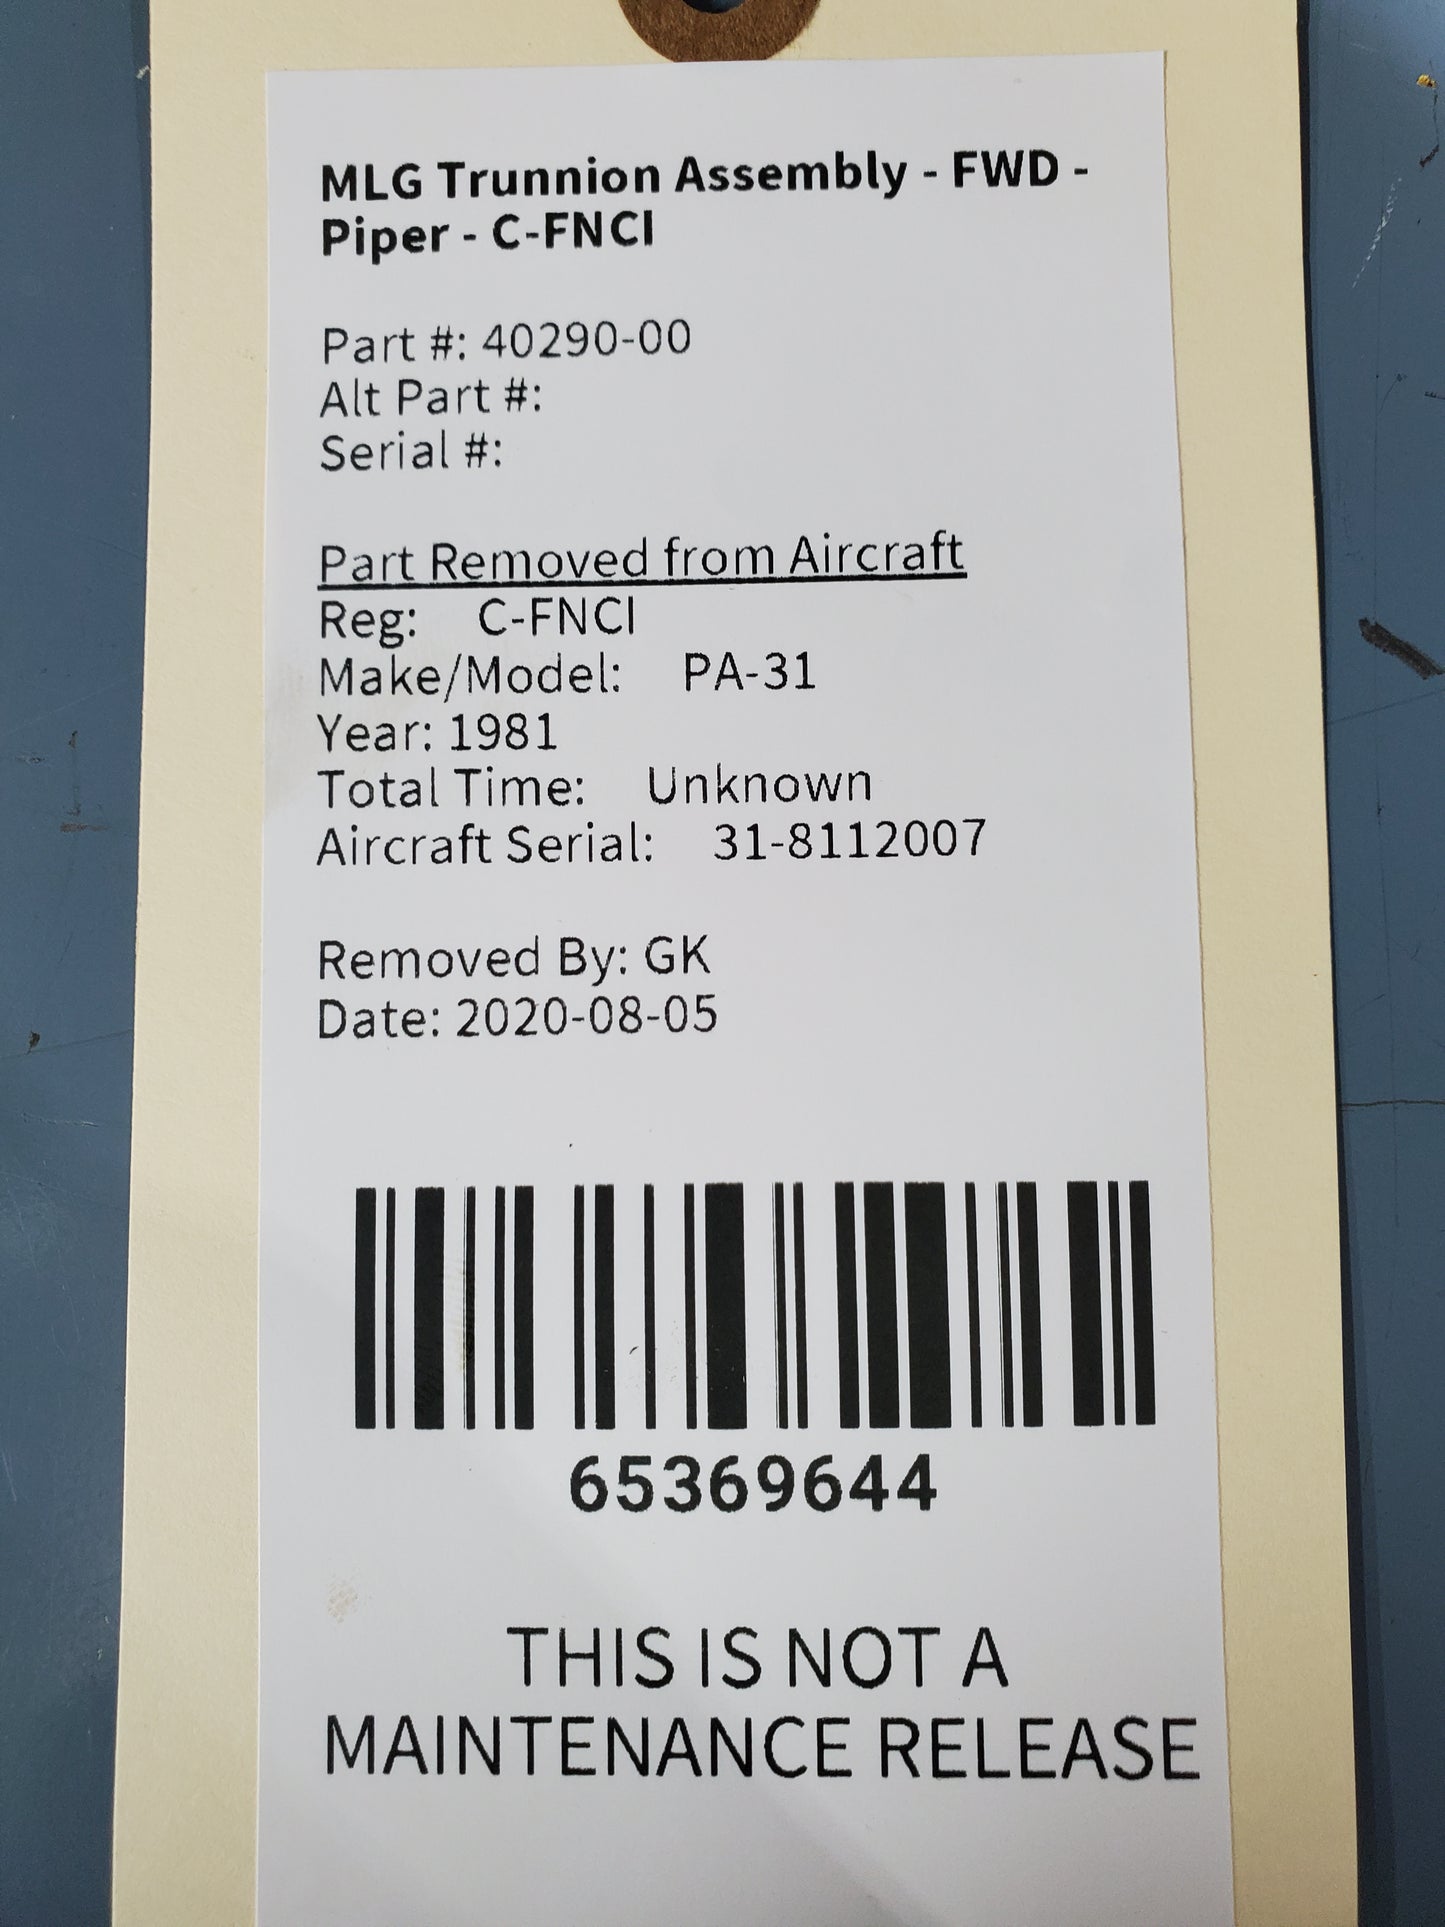 MLG Trunnion Assembly - FWD -
Piper - C-FNCI
Part #: 40290-00
Alt Part #:
Serial #:
Part Removed from Aircraft
Reg: C-FNCI
Make/Model: PA-31
Year: 1981
Total Time: Unknown
Aircraft Serial: 31-8112007
Removed By: GK
Date: 2020-08-05
65369644
THIS IS NOT A
MAINTENANCE RELEASE